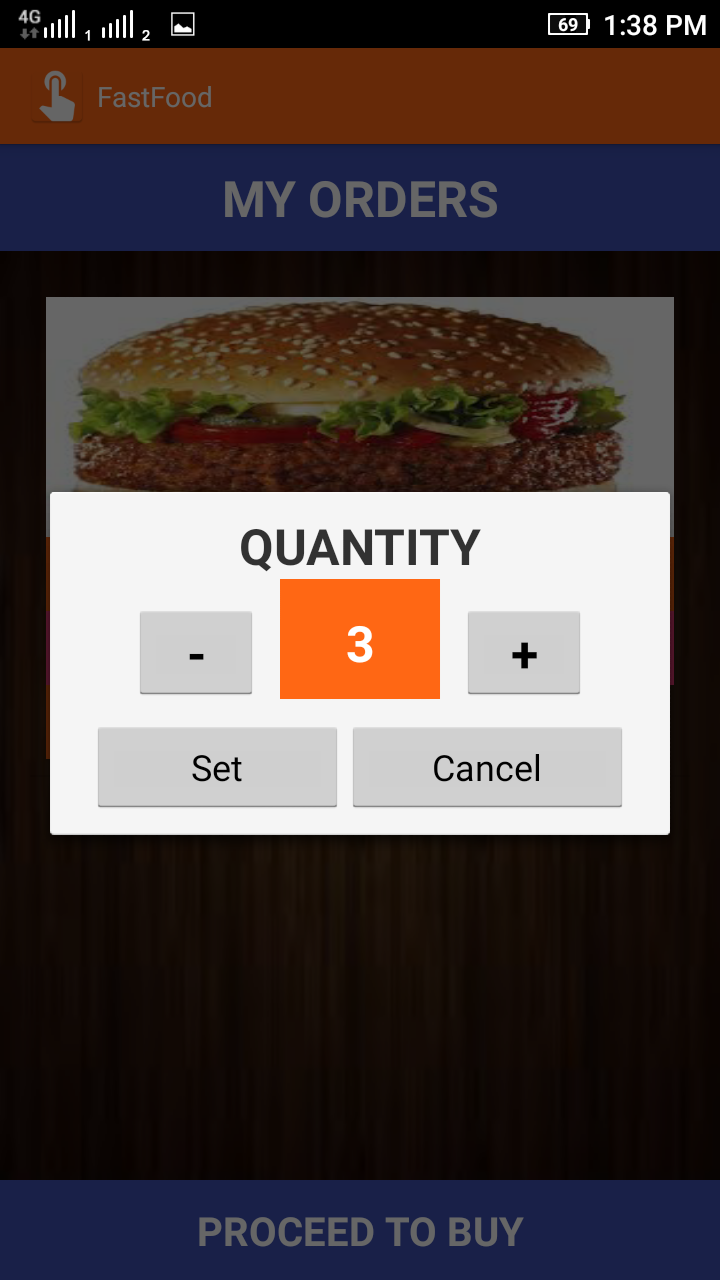 4G 1 2 69 1:38 PM
FastFood
MY ORDERS
QUANTITY
- 3 +
Set Cancel
PROCEED TO BUY